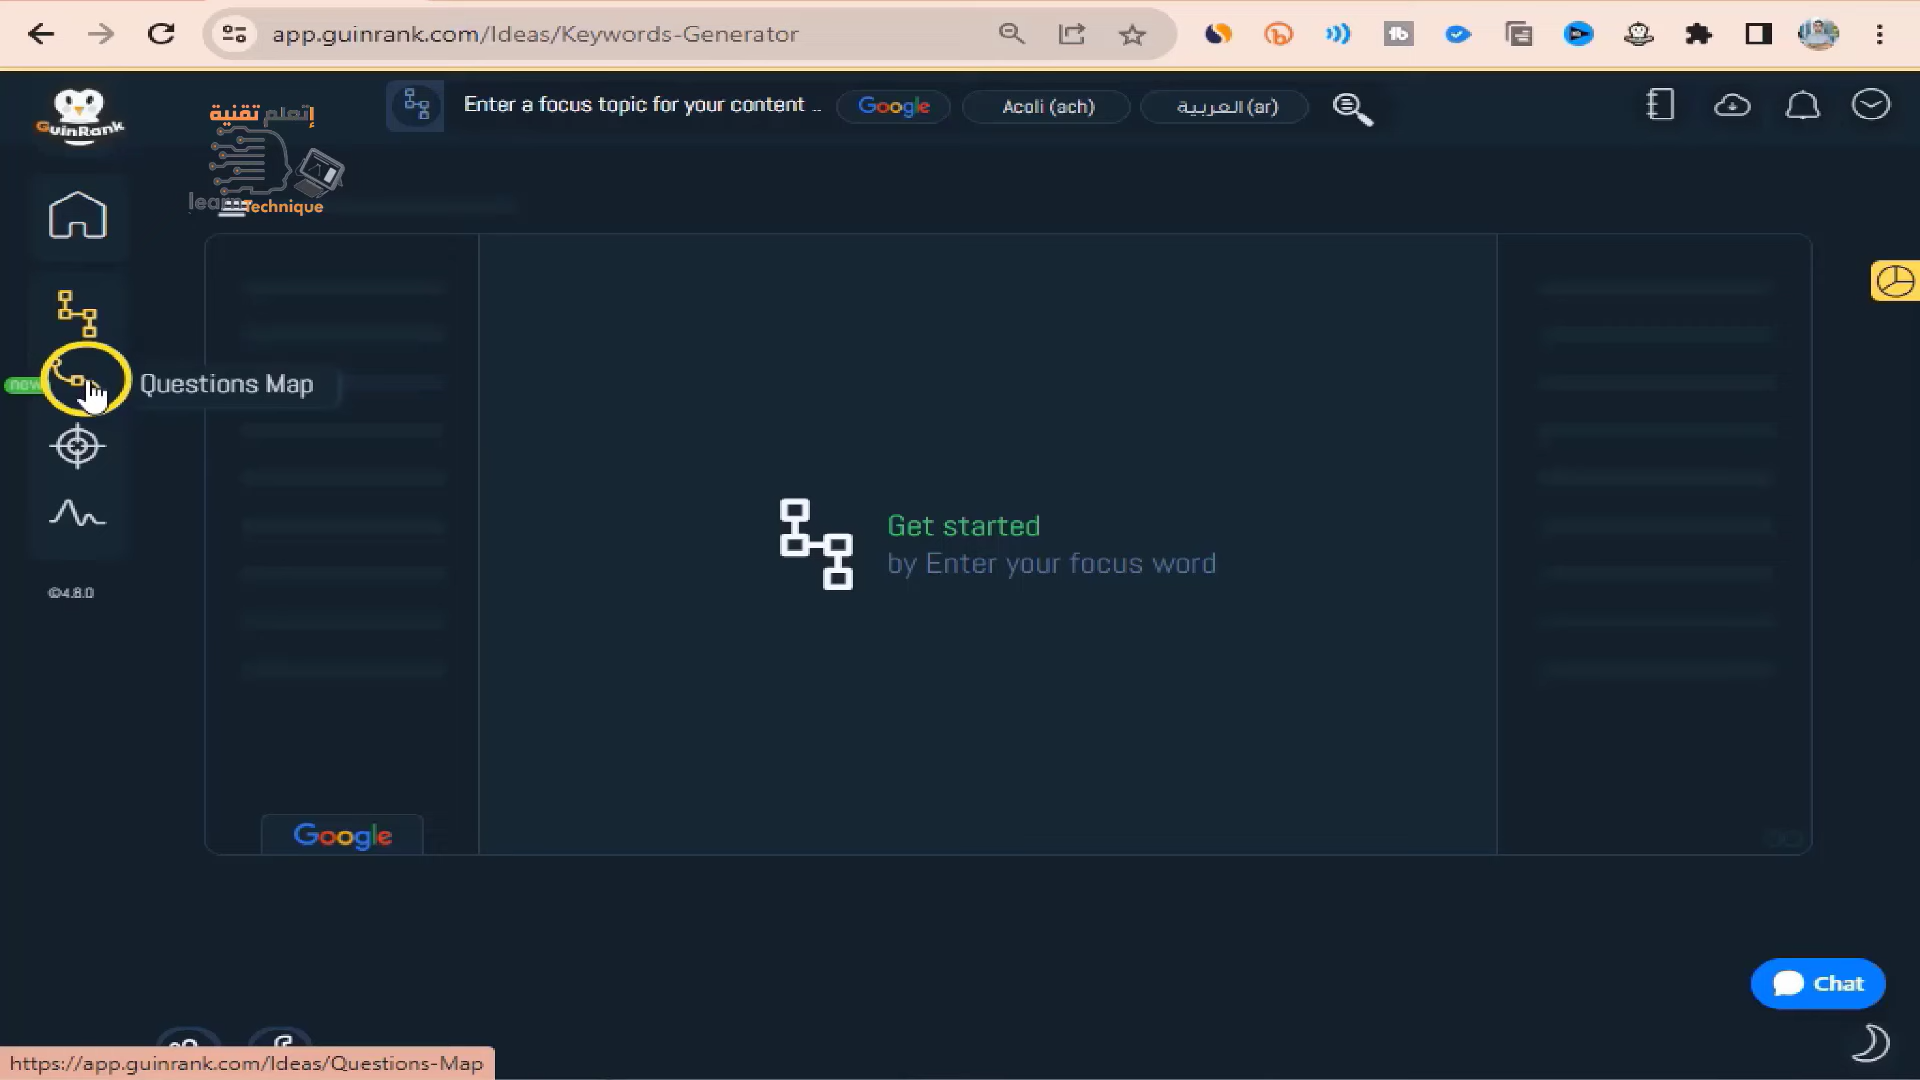 app.guinrank.com/Ideas/Keywords-Generator
GuinRank
إتعلم تقنية
learn Technique
Enter a focus topic for your content ..
Google
Acoli (ach)
العربية (ar)
new
Questions Map
©4.8.0
Get started
by Enter your focus word
Google
Chat
https://app.guinrank.com/Ideas/Questions-Map